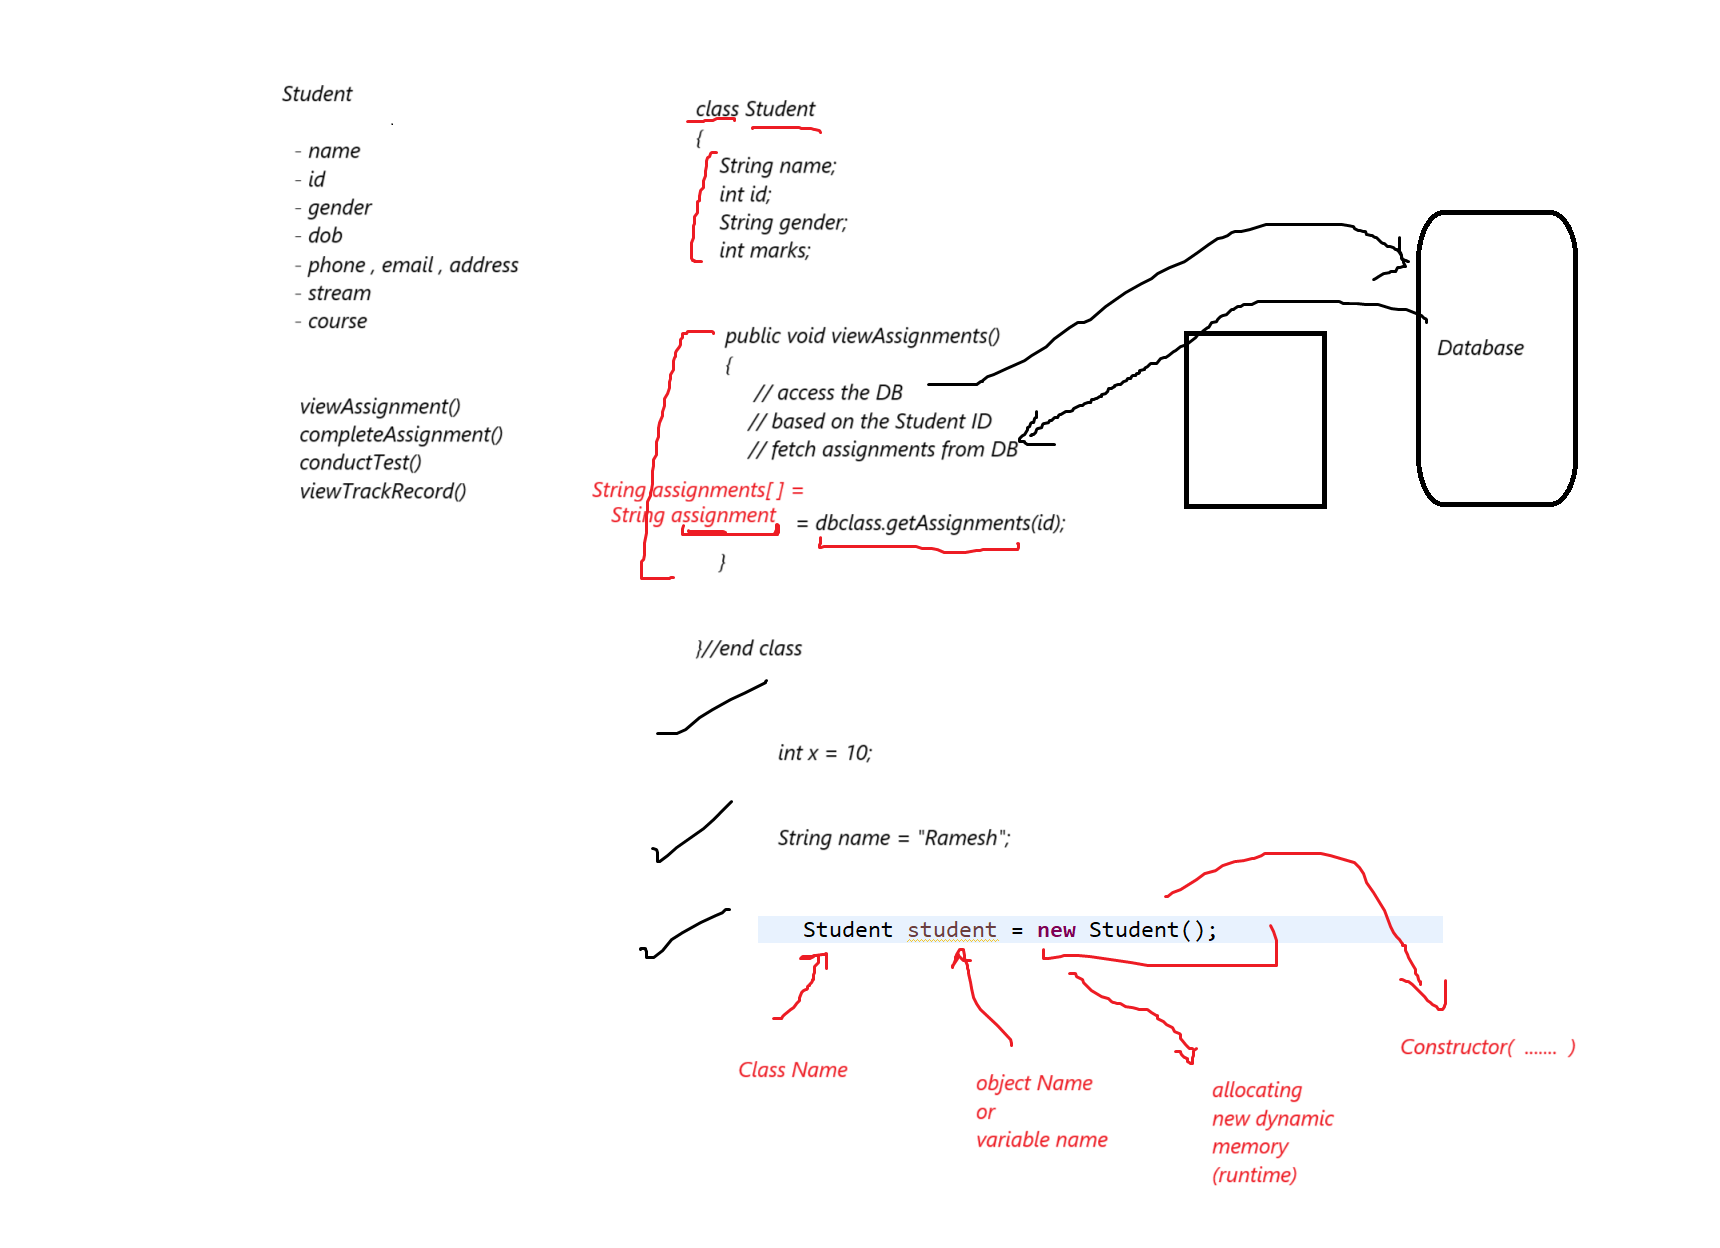 Student
- name
- id
- gender
- dob
- phone , email , address
- stream
- course
viewAssignment()
completeAssignment()
conductTest()
viewTrackRecord()
class Student
{
String name;
int id;
String gender;
int marks;
public void viewAssignments()
{
// access the DB
// based on the Student ID
// fetch assignments from DB
String assignments[ ] =
String assignment = dbclass.getAssignments(id);
}
}//end class
Database
int x = 10;
String name = "Ramesh";
Student student = new Student();
Class Name
object Name
or
variable name
allocating
new dynamic
memory
(runtime)
Constructor( ....... )